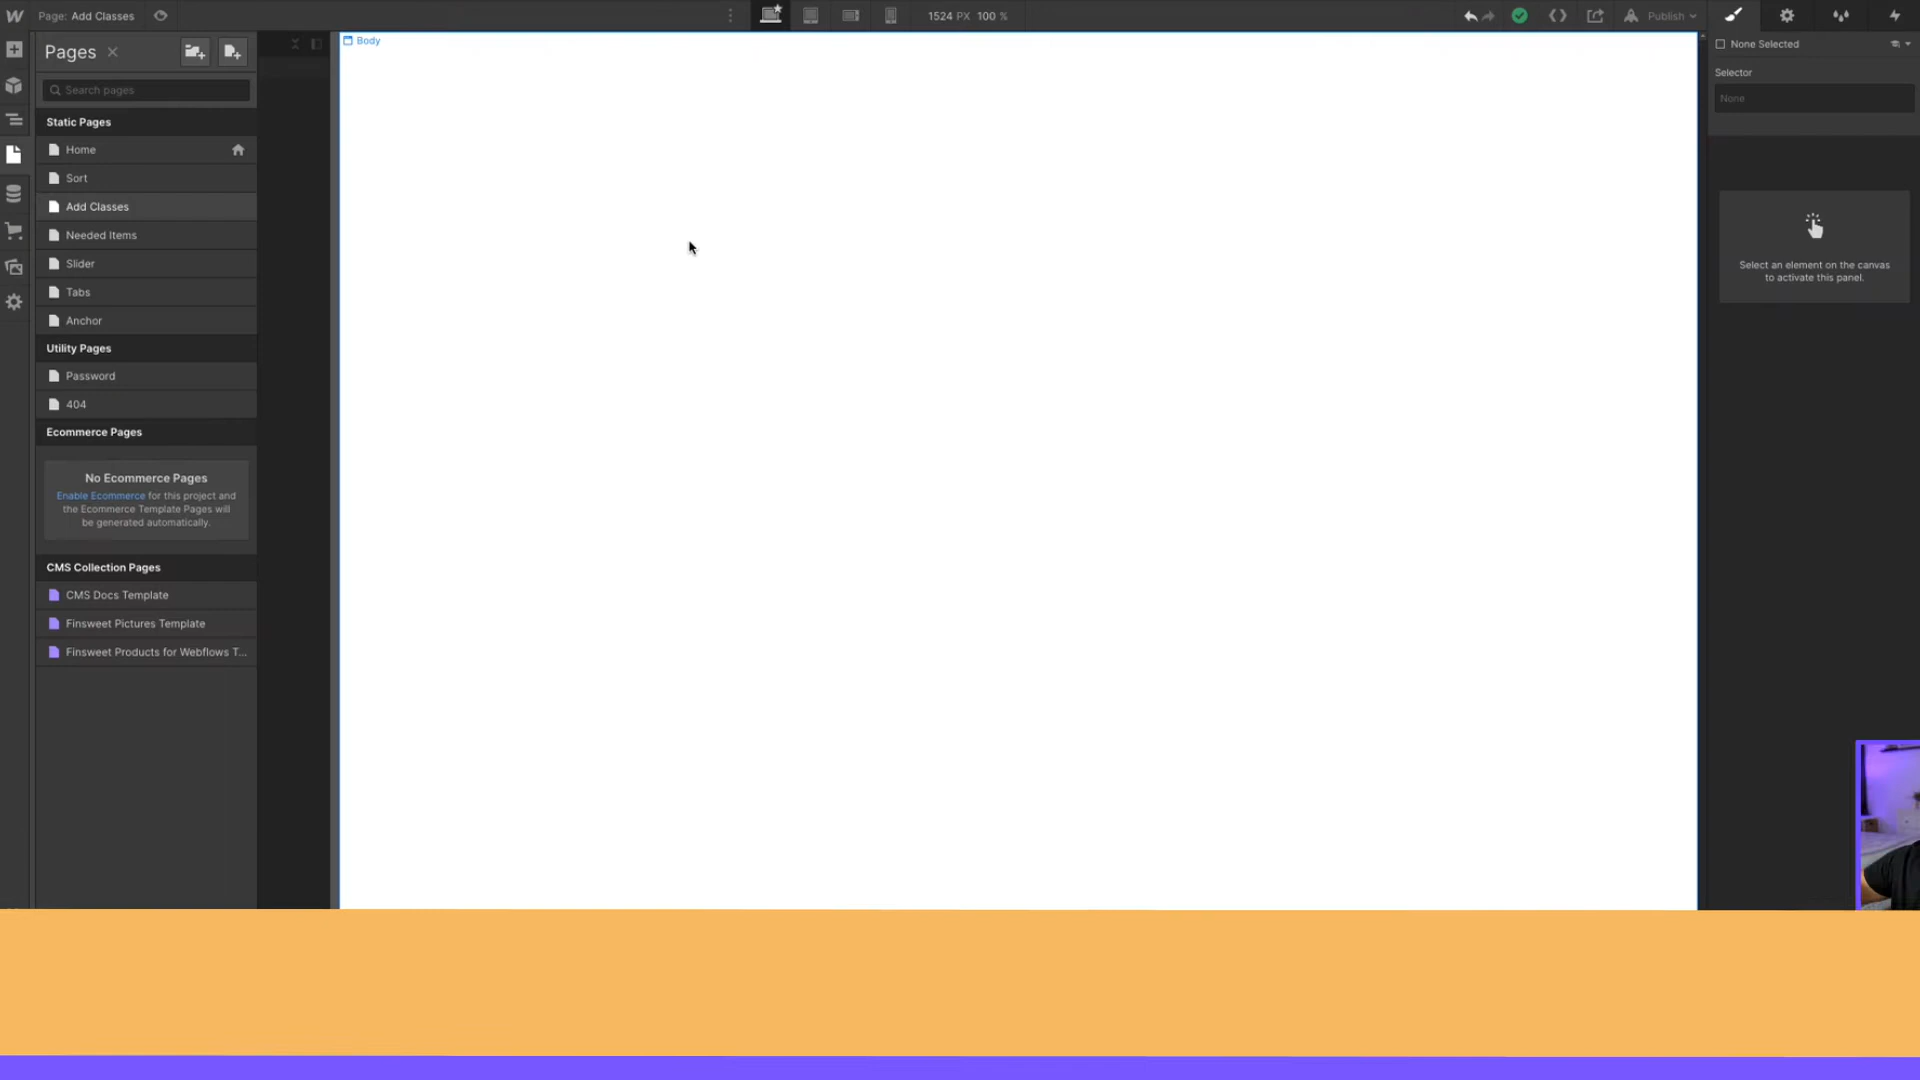 Page: Add Classes
1524 PX 100 %
Publish
Pages
Search pages
Static Pages
Home
Sort
Add Classes
Needed Items
Slider
Tabs
Anchor
Utility Pages
Password
404
Ecommerce Pages
No Ecommerce Pages
Enable Ecommerce for this project and
the Ecommerce Template Pages will
be generated automatically.
CMS Collection Pages
CMS Docs Template
Finsweet Pictures Template
Finsweet Products for Webflows T...
Body
None Selected
Selector
None
Select an element on the canvas
to activate this panel.